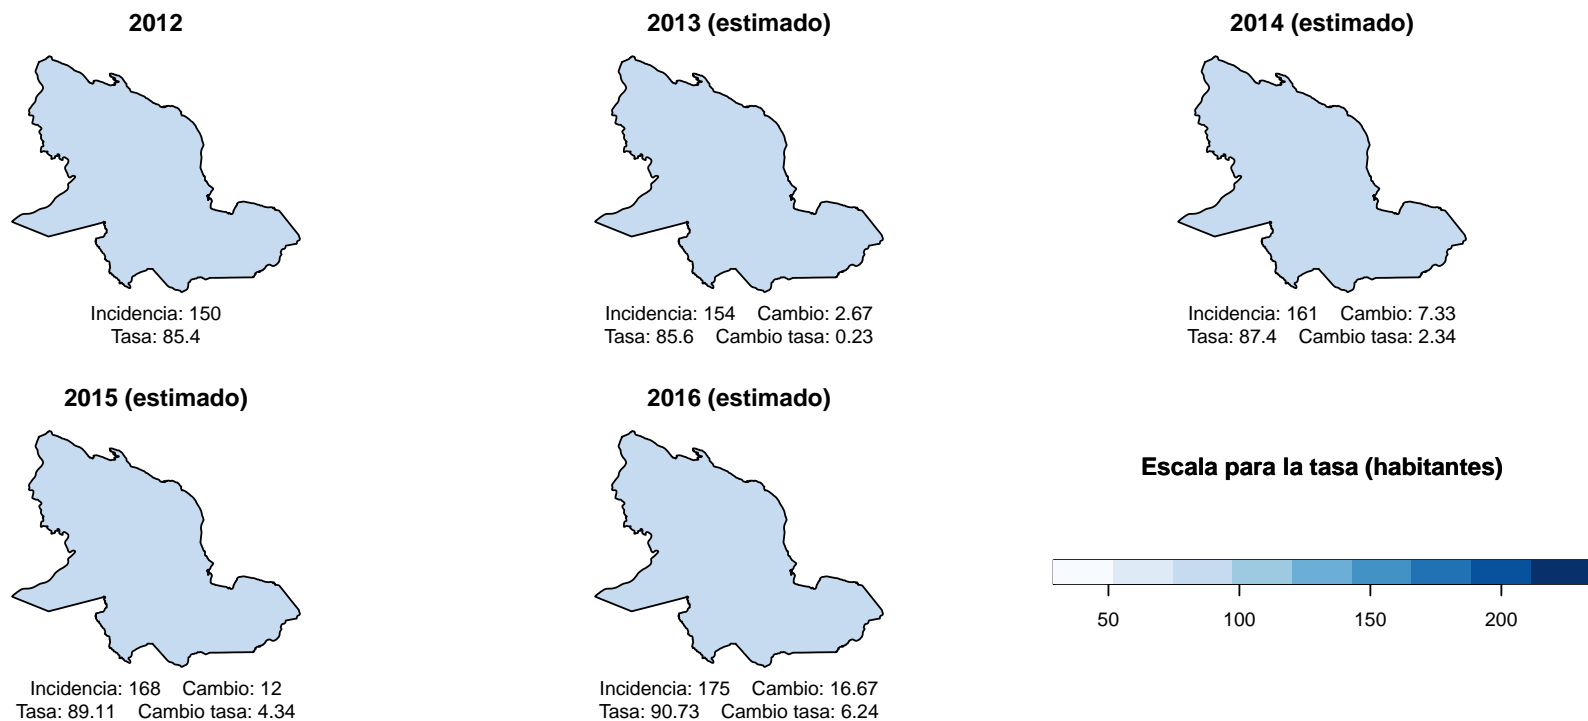 2012
2013 (estimado)
2014 (estimado)
Incidencia: 150
Tasa: 85.4
Incidencia: 154 Cambio: 2.67
Tasa: 85.6 Cambio tasa: 0.23
Incidencia: 161 Cambio: 7.33
Tasa: 87.4 Cambio tasa: 2.34
2015 (estimado)
2016 (estimado)
Incidencia: 168 Cambio: 12
Tasa: 89.11 Cambio tasa: 4.34
Incidencia: 175 Cambio: 16.67
Tasa: 90.73 Cambio tasa: 6.24
Escala para la tasa (habitantes)
50 100 150 200